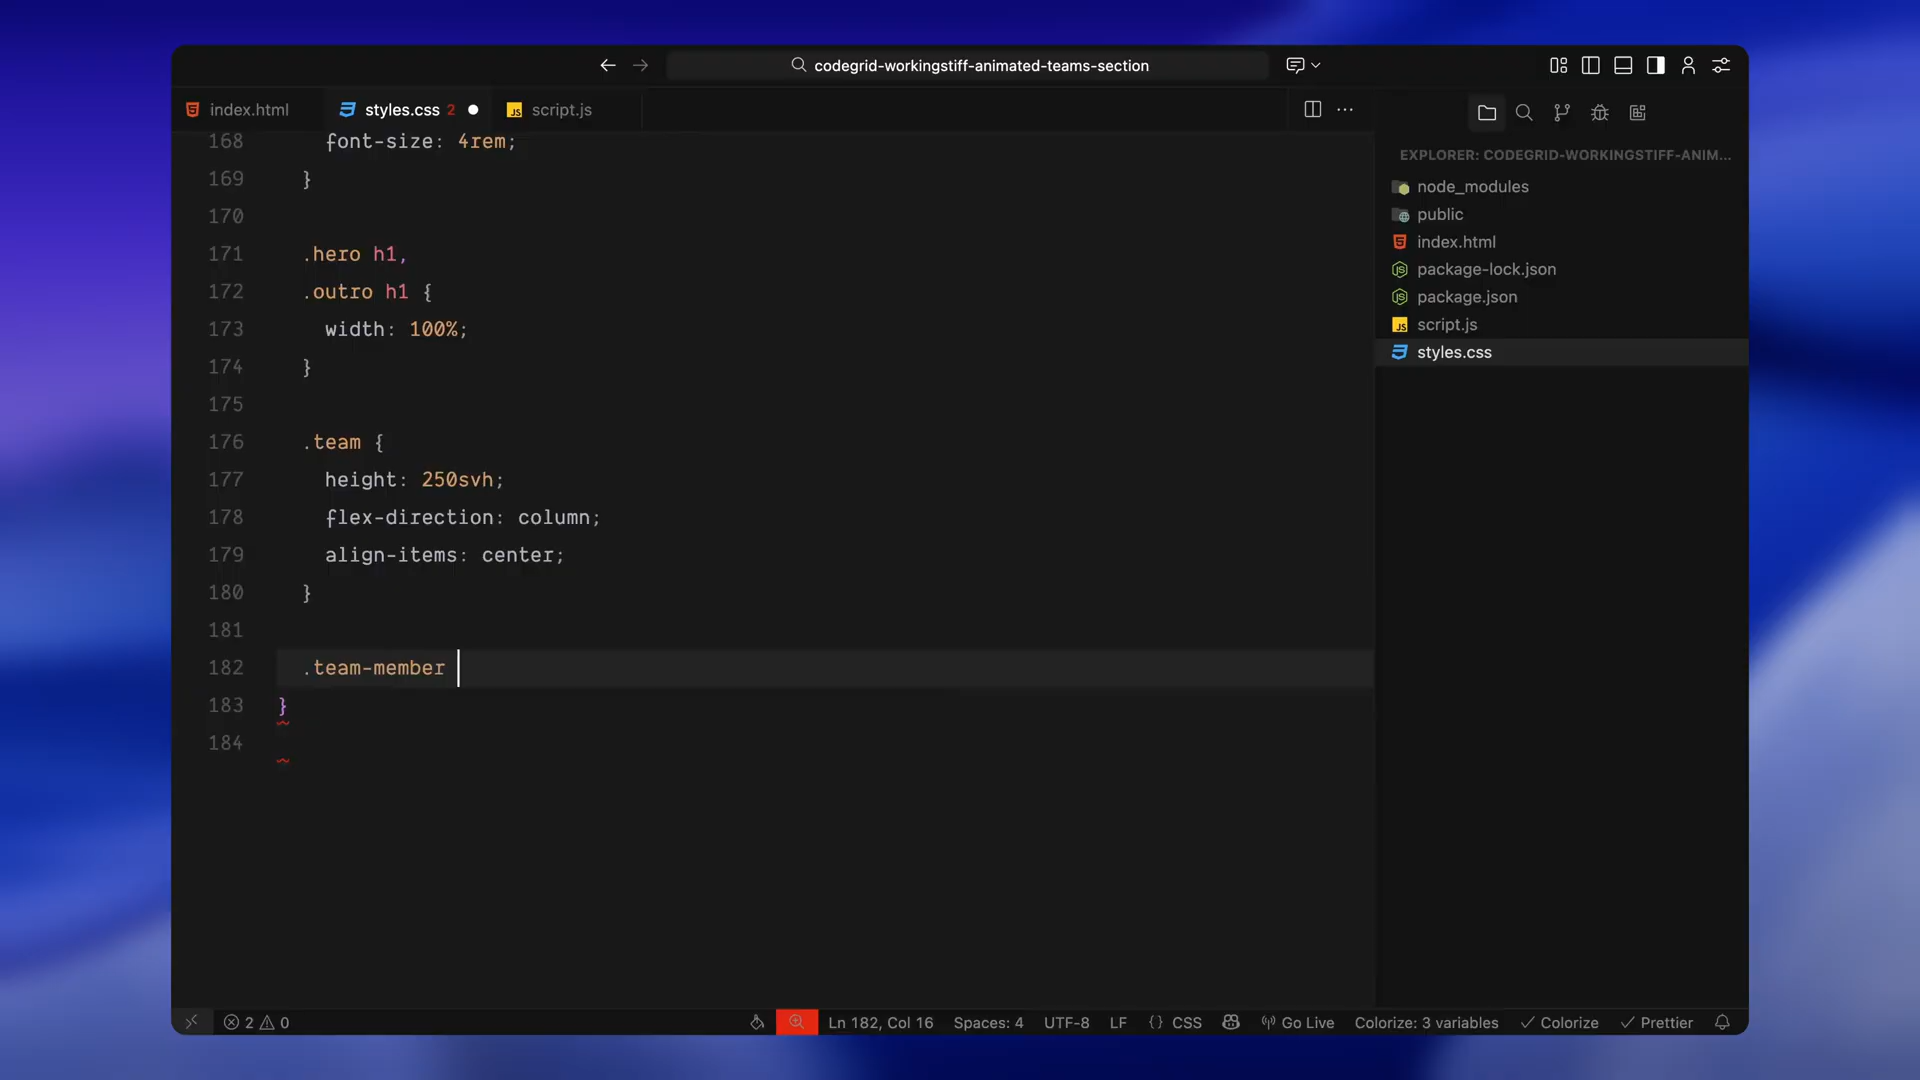 codegrid-workingstiff-animated-teams-section
index.html
styles.css 2
script.js
EXPLORER: CODEGRID-WORKINGSTIFF-ANIM...
node_modules
public
index.html
package-lock.json
package.json
script.js
styles.css
168 font-size: 4rem;
169 }
170
171 .hero h1,
172 .outro h1 {
173 width: 100%;
174 }
175
176 .team {
177 height: 250svh;
178 flex-direction: column;
179 align-items: center;
180 }
181
182 .team-member
183 }
184
2 0 Ln 182, Col 16 Spaces: 4 UTF-8 LF {} CSS Go Live Colorize: 3 variables Colorize Prettier